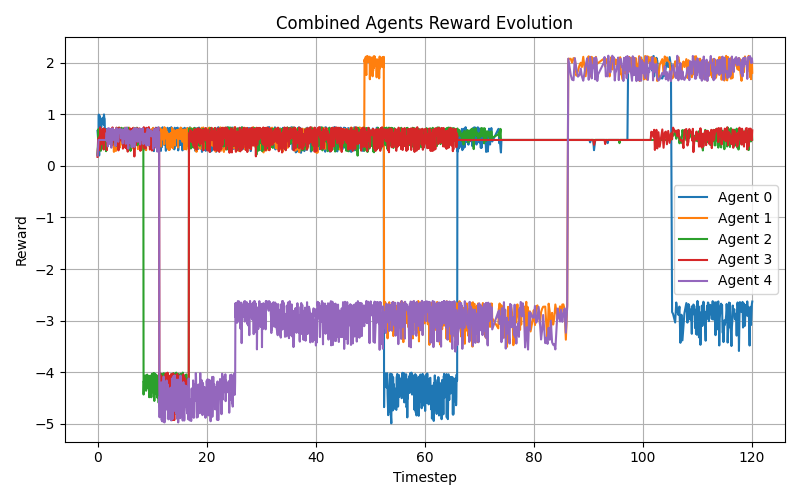 Combined Agents Reward Evolution
Reward
2
1
0
−1
−2
−3
−4
−5
Agent 0
Agent 1
Agent 2
Agent 3
Agent 4
0 20 40 60 80 100 120
Timestep